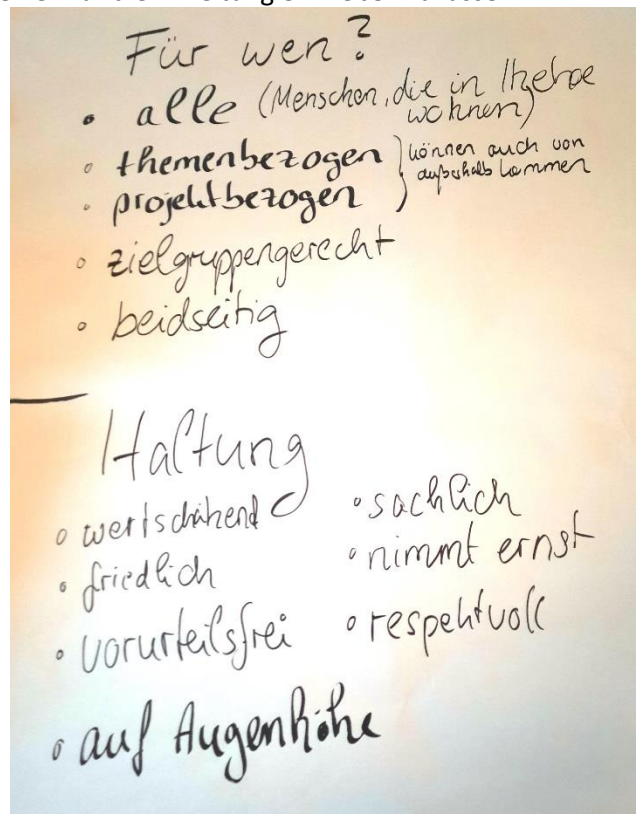 Für wen?
• alle (Menschen, die in Itzehoe
wohnen)
• themenbezogen } können auch von
• projektbezogen } außerhalb kommen
• zielgruppengerecht
• beidseitig
Haltung
• wertschätzend
• friedlich
• vorurteilsfrei
• auf Augenhöhe
• sachlich
• nimmt ernst
• respektvoll